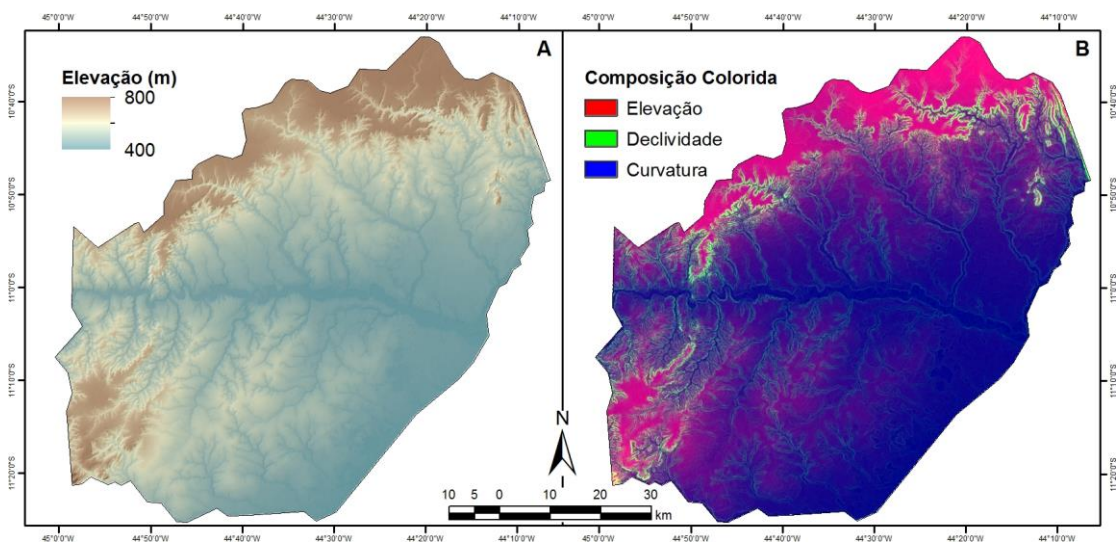 45°0'0"O 44°50'0"O 44°40'0"O 44°30'0"O 44°20'0"O 44°10'0"O 45°0'0"O 44°50'0"O 44°40'0"O 44°30'0"O 44°20'0"O 44°10'0"O
A
B
Elevação (m)
800
400
Composição Colorida
Elevação
Declividade
Curvatura
10°40'0"S
10°50'0"S
11°0'0"S
11°10'0"S
11°20'0"S
10°40'0"S
10°50'0"S
11°0'0"S
11°10'0"S
11°20'0"S
N
10 5 0 10 20 30
km
45°0'0"O 44°50'0"O 44°40'0"O 44°30'0"O 44°20'0"O 44°10'0"O 45°0'0"O 44°50'0"O 44°40'0"O 44°30'0"O 44°20'0"O 44°10'0"O